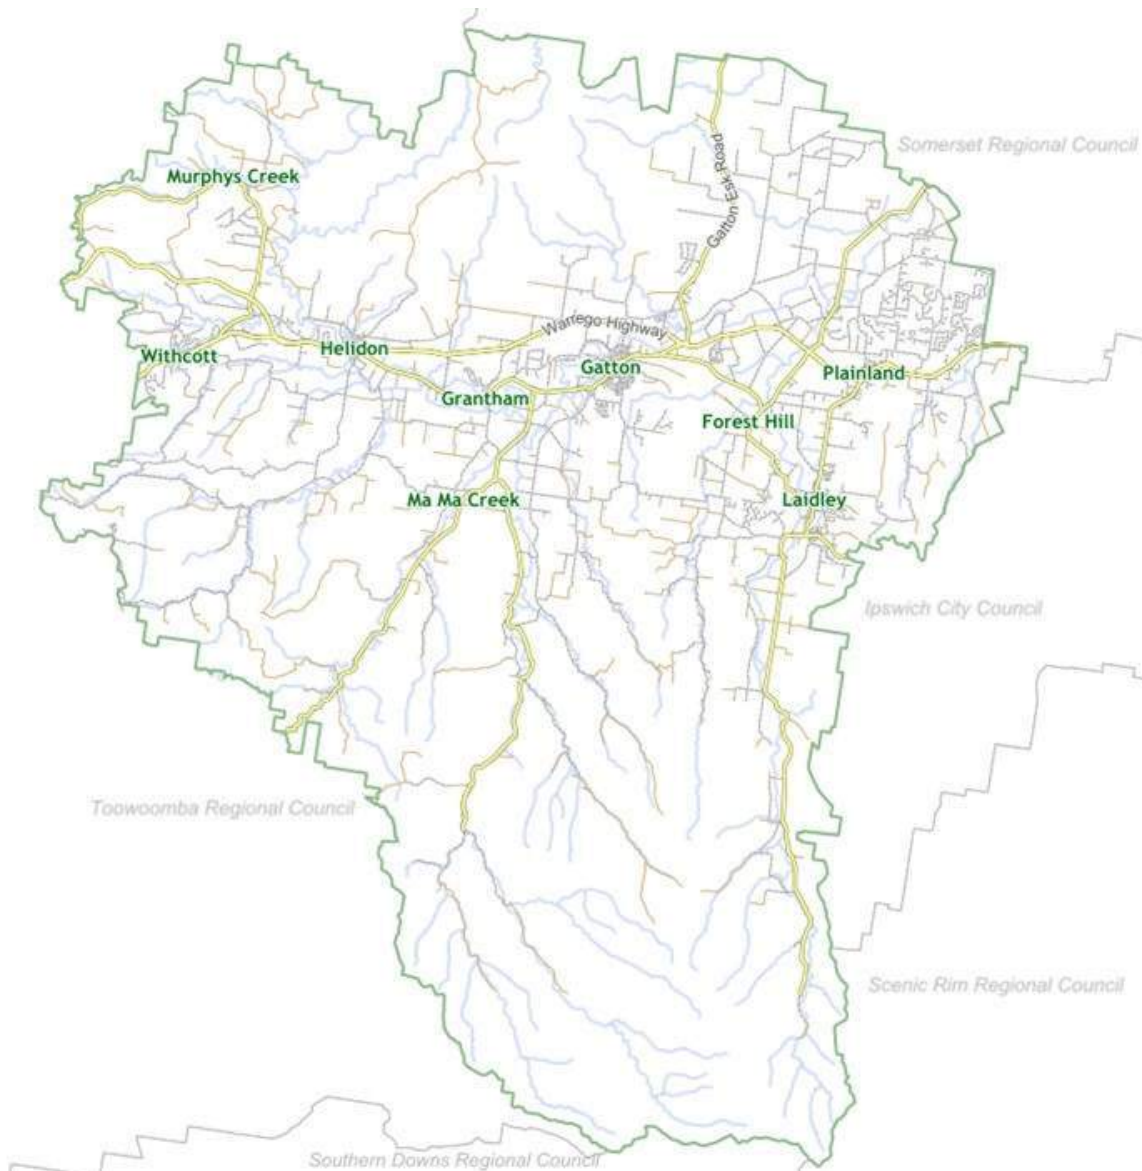 Somerset Regional Council
Murphys Creek
Gatton Esk Road
Warrego Highway
Withcott
Helidon
Gatton
Plainland
Grantham
Forest Hill
Ma Ma Creek
Laidley
Ipswich City Council
Toowoomba Regional Council
Scenic Rim Regional Council
Southern Downs Regional Council